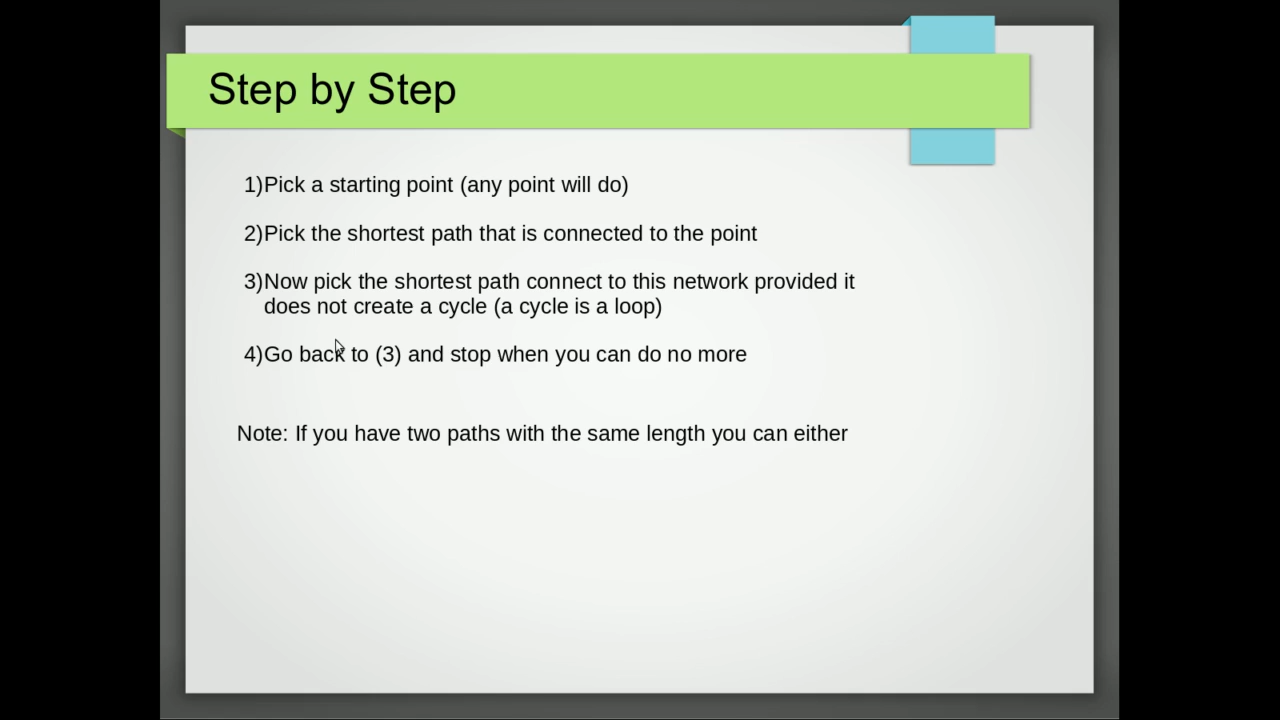 Step by Step
1)Pick a starting point (any point will do)
2)Pick the shortest path that is connected to the point
3)Now pick the shortest path connect to this network provided it
does not create a cycle (a cycle is a loop)
4)Go back to (3) and stop when you can do no more
Note: If you have two paths with the same length you can either